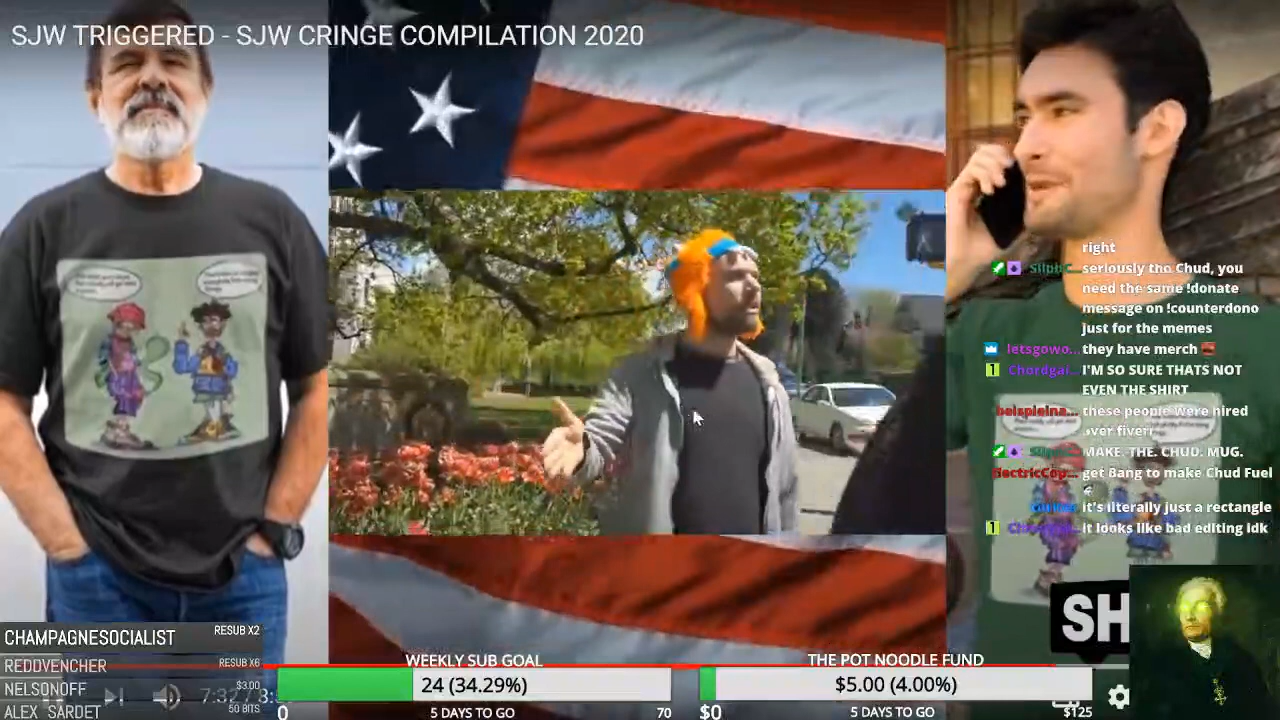 SJW TRIGGERED - SJW CRINGE COMPILATION 2020
right
seriously tho Chud, you
need the same !donate
message on !counterdono
just for the memes
letsgowo... they have merch
Chordgai... I'M SO SURE THATS NOT
EVEN THE SHIRT
these people were hired
over fiverr
MAKE. THE. CHUD. MUG.
electricCop... get Bang to make Chud Fuel
it's literally just a rectangle
it looks like bad editing idk
SH
CHAMPAGNESOCIALIST RESUB X2
REDDVENCHER RESUB X6
NELSONOFF $3.00
ALEX_SARDET 50 BITS
7:32
WEEKLY SUB GOAL
24 (34.29%)
0 5 DAYS TO GO 70
THE POT NOODLE FUND
$5.00 (4.00%)
$0 5 DAYS TO GO $125